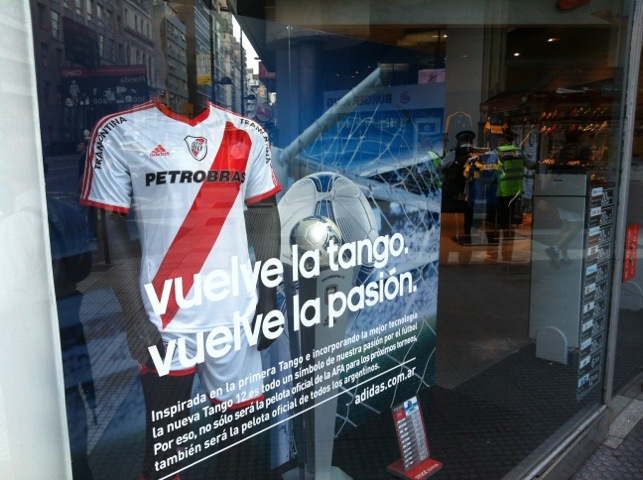 TRAMONTINA
TRAMONTINA
adidas
PETROBRAS
vuelve la tango.
vuelve la pasión.
Inspirada en la primera Tango e incorporando la mejor tecnología
la nueva Tango 12 es todo un símbolo de nuestra pasión por el fútbol
Por eso, no sólo será la pelota oficial de la AFA para los próximos torneos,
también será la pelota oficial de todos los argentinos.
adidas.com.ar